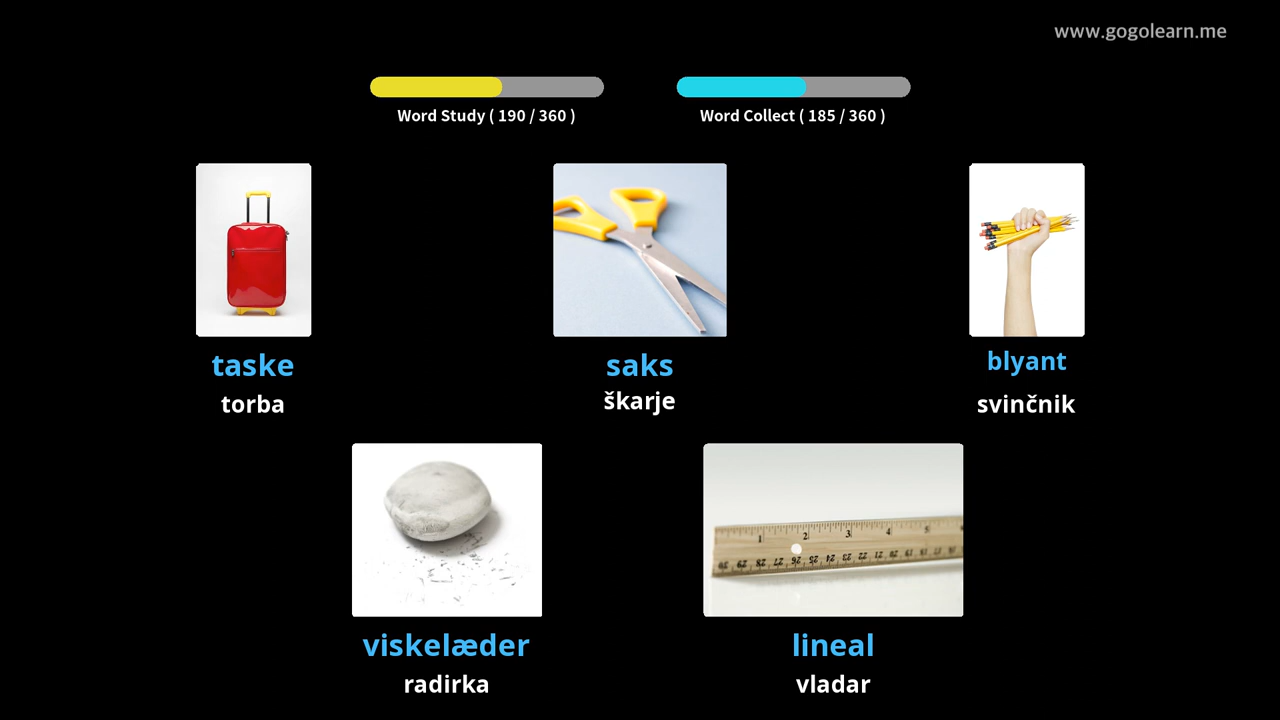 www.gogolearn.me
Word Study ( 190 / 360 )
Word Collect ( 185 / 360 )
taske
saks
blyant
torba
škarje
svinčnik
viskelæder
lineal
radirka
vladar